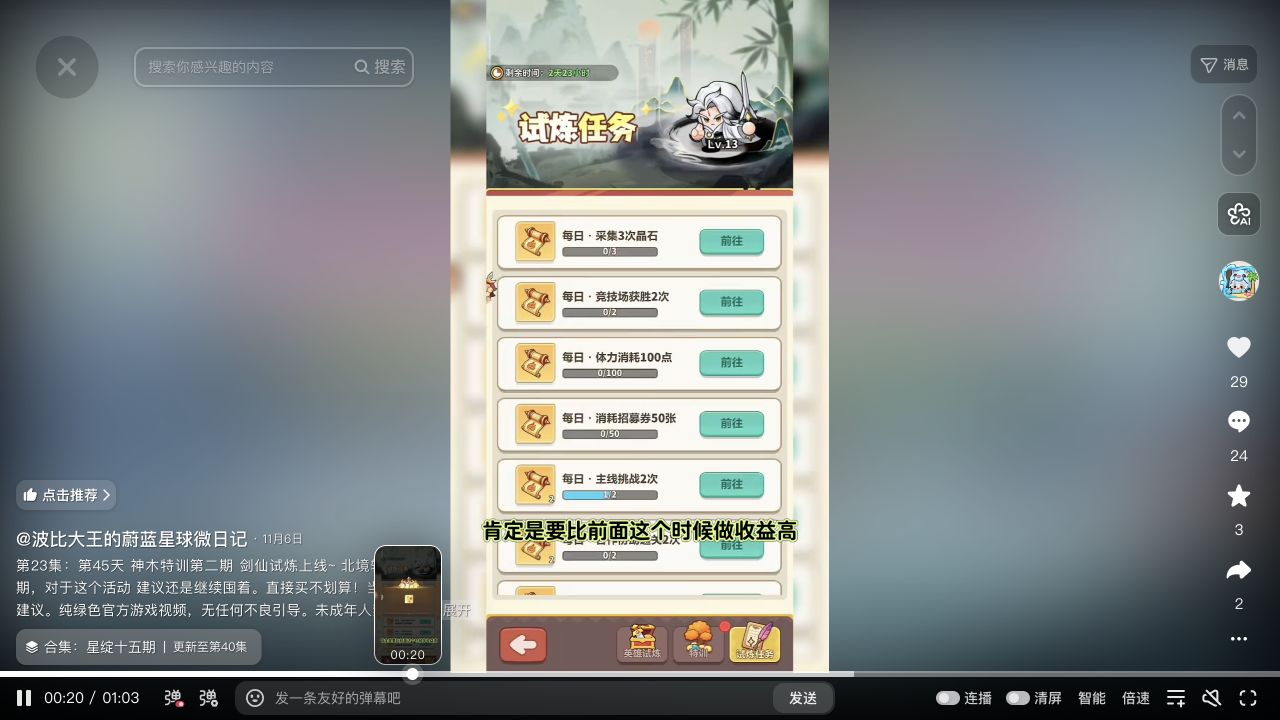 搜索你感兴趣的内容
搜索
消息
剩余时间：2天23小时
试炼任务
Lv.13
每日·采集3次晶石
0/3
前往
每日·竞技场获胜2次
0/2
前往
每日·体力消耗100点
0/100
前往
每日·消耗招募券50张
0/50
前往
每日·主线挑战2次
1/2
2
前往
肯定是要比前面这个时候做收益高
0/2
2
前往
英雄试炼
特训
试炼任务
AI
29
24
3
2
点击推荐
@波比大王的蔚蓝星球微日记 · 11月6日
第23集：第45天 神木特训第二期 剑仙试炼上线~ 北境
期，对于这个活动 建议还是继续囤着。直接买不划算！
建议。纯绿色官方游戏视频，无任何不良引导。未成年人
展开
合集：星绽十五期 | 更新至第40集
00:20
00:20 / 01:03
弹
弹
发一条友好的弹幕吧
发送
连播
清屏
智能
倍速